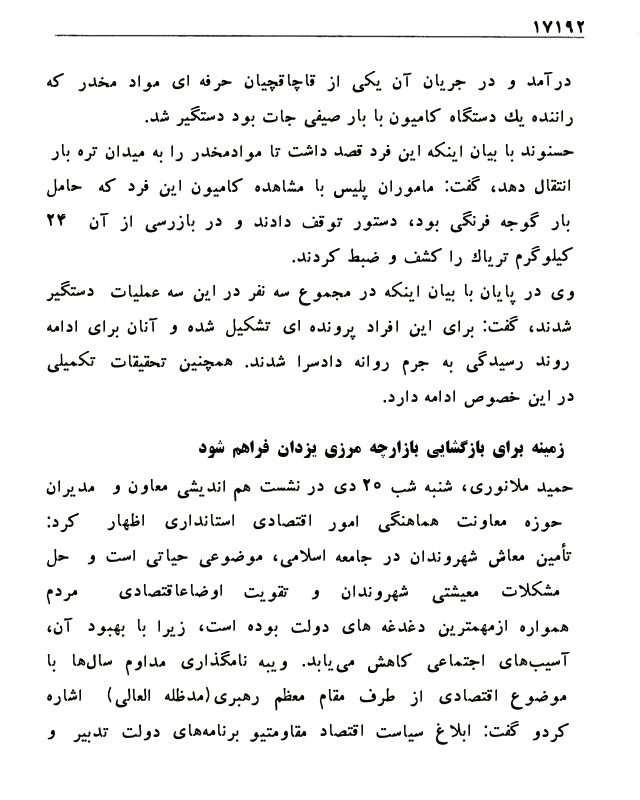 ۱۷۱۹۲
درآمد و در جریان آن یکی از قاچاقچیان حرفه ای مواد مخدر که
راننده یك دستگاه کامیون با بار صیفی جات بود دستگیر شد.
حسنوند با بیان اینکه این فرد قصد داشت تا موادمخدر را به میدان تره بار
انتقال دهد، گفت: ماموران پلیس با مشاهده کامیون این فرد که حامل
بار گوجه فرنگی بود، دستور توقف دادند و در بازرسی از آن ۲۴
کیلوگرم تریاك را کشف و ضبط کردند.
وی در پایان با بیان اینکه در مجموع سه نفر در این سه عملیات دستگیر
شدند، گفت: برای این افراد پرونده ای تشکیل شده و آنان برای ادامه
روند رسیدگی به جرم روانه دادسرا شدند. همچنین تحقیقات تکمیلی
در این خصوص ادامه دارد.
زمینه برای بازگشایی بازارچه مرزی یزدان فراهم شود
حمید ملانوری، شنبه شب ۲۵ دی در نشست هم اندیشی معاون و مدیران
حوزه معاونت هماهنگی امور اقتصادی استانداری اظهار کرد:
تأمین معاش شهروندان در جامعه اسلامی، موضوعی حیاتی است و حل
مشکلات معیشتی شهروندان و تقویت اوضاعاقتصادی مردم
همواره ازمهمترین دغدغه های دولت بوده است، زیرا با بهبود آن،
آسیب‌های اجتماعی کاهش می‌یابد. ویبه نامگذاری مداوم سال‌ها با
موضوع اقتصادی از طرف مقام معظم رهبری(مدظله العالی) اشاره
کردو گفت: ابلاغ سیاست اقتصاد مقاومتیو برنامه‌های دولت تدبیر و